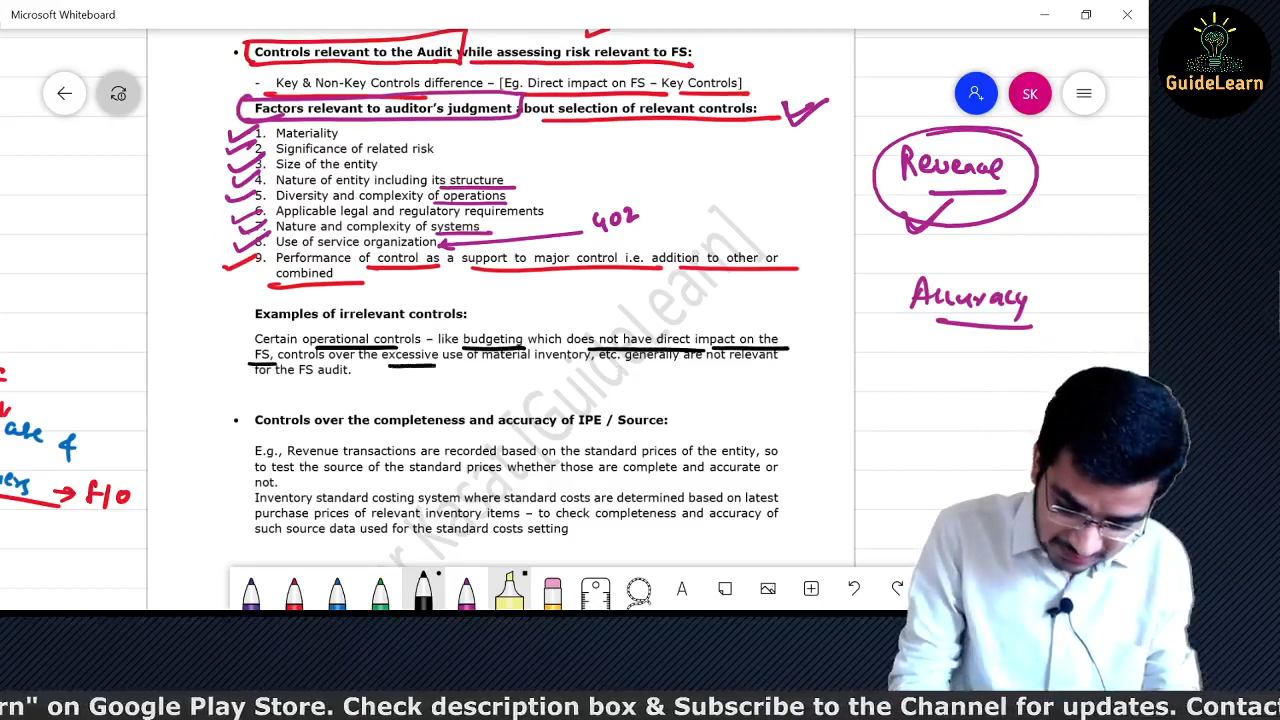 Microsoft Whiteboard
• Controls relevant to the Audit while assessing risk relevant to FS:
- Key & Non-Key Controls difference – [Eg. Direct impact on FS – Key Controls]
Factors relevant to auditor's judgment about selection of relevant controls:
1. Materiality
2. Significance of related risk
3. Size of the entity
4. Nature of entity including its structure
5. Diversity and complexity of operations
6. Applicable legal and regulatory requirements
7. Nature and complexity of systems
8. Use of service organization
402
9. Performance of control as a support to major control i.e. addition to other or
combined
Examples of irrelevant controls:
Certain operational controls – like budgeting which does not have direct impact on the
FS, controls over the excessive use of material inventory, etc. generally are not relevant
for the FS audit.
• Controls over the completeness and accuracy of IPE / Source:
E.g., Revenue transactions are recorded based on the standard prices of the entity, so
to test the source of the standard prices whether those are complete and accurate or
not.
Inventory standard costing system where standard costs are determined based on latest
purchase prices of relevant inventory items – to check completeness and accuracy of
such source data used for the standard costs setting
Kasat [GuideLearn]
SK
Revenue
Accuracy
F/O
A
GuideLearn
rn" on Google Play Store. Check description box & Subscribe to the Channel for updates. Contac